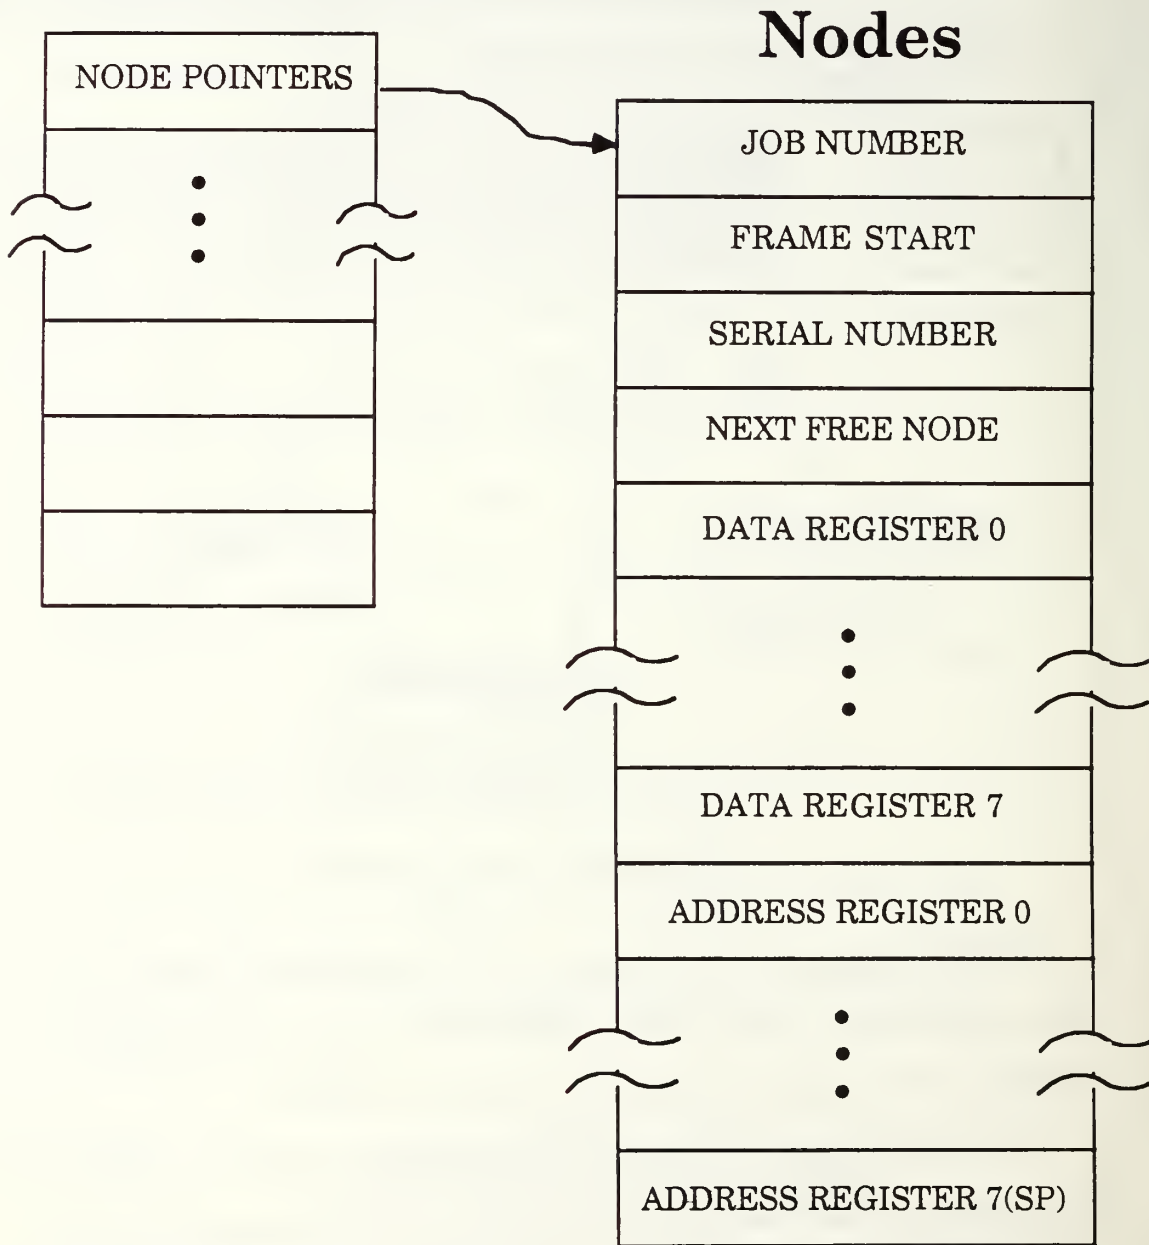 Nodes
NODE POINTERS
JOB NUMBER
FRAME START
SERIAL NUMBER
NEXT FREE NODE
DATA REGISTER 0
DATA REGISTER 7
ADDRESS REGISTER 0
ADDRESS REGISTER 7(SP)